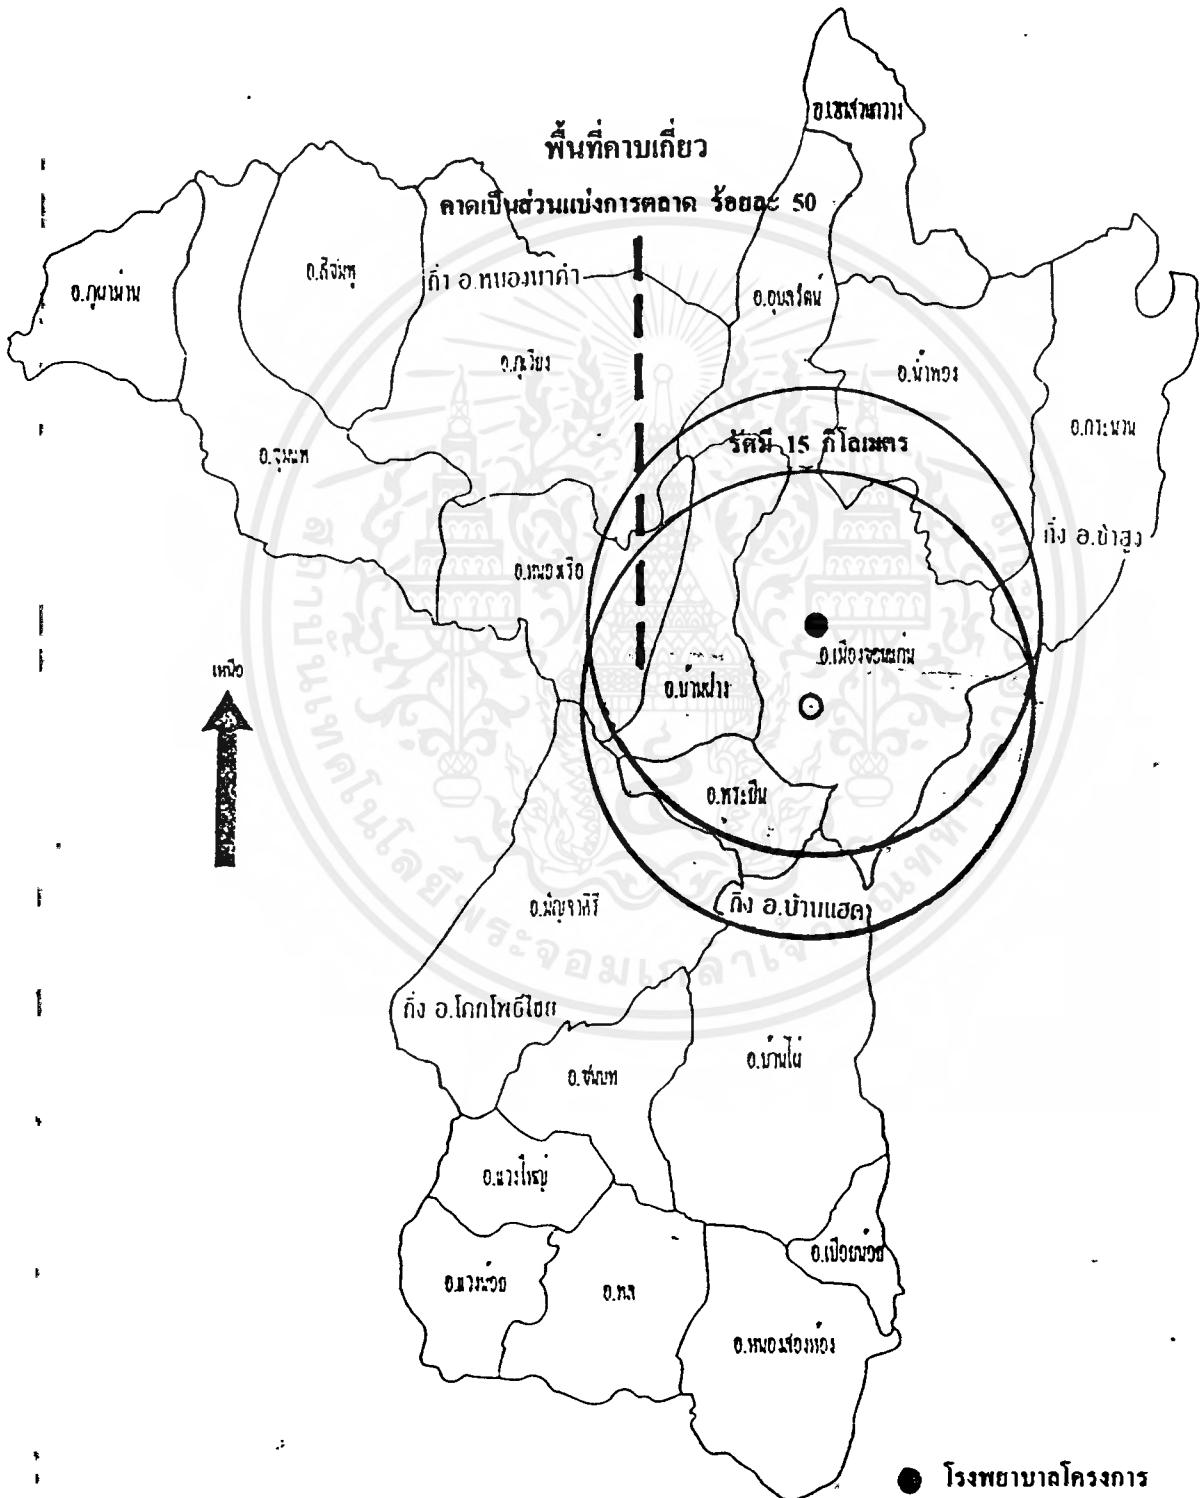 อ.เขาสวนกวาง
พื้นที่คาบเกี่ยว
คาดเป็นส่วนแบ่งการตลาด ร้อยละ 50
อ.ภูผาม่าน
อ.สีชมพู
กิ่ง อ.หนองนาคำ
อ.อุบลรัตน์
อ.ภูเวียง
อ.น้ำพอง
อ.ชุมแพ
รัศมี 15 กิโลเมตร
อ.กระนวน
กิ่ง อ.ซำสูง
อ.หนองเรือ
อ.เมืองขอนแก่น
เหนือ
อ.บ้านฝาง
อ.พระยืน
อ.มัญจาคีรี
กิ่ง อ.บ้านแฮด
กิ่ง อ.โคกโพธิ์ไชย
อ.ชนบท
อ.บ้านไผ่
อ.แวงใหญ่
อ.แวงน้อย
อ.พล
อ.เปือยน้อย
อ.หนองสองห้อง
โรงพยาบาลโครงการ